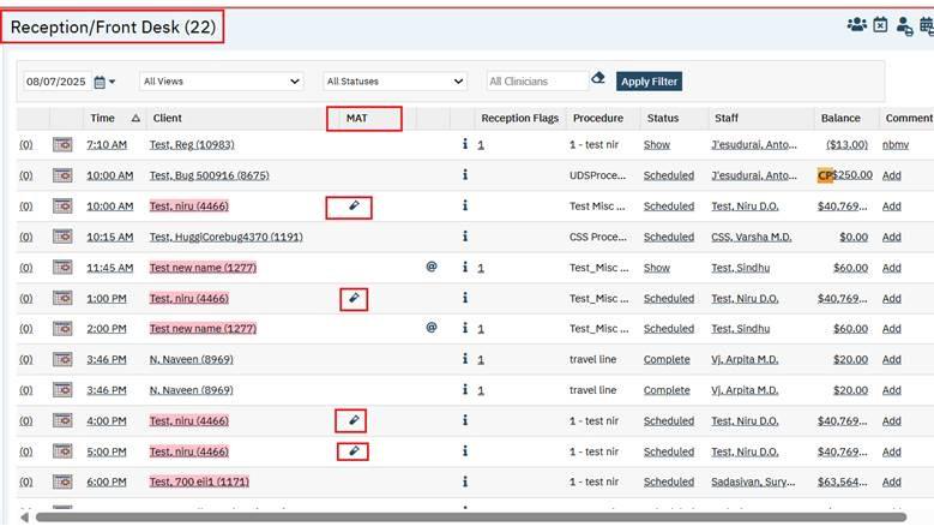 Reception/Front Desk (22)
08/07/2025 All Views All Statuses All Clinicians Apply Filter
Time Client MAT Reception Flags Procedure Status Staff Balance Comment
(0) 7:10 AM Test, Reg (10983) 1 1 - test nir Show J'esudurai, Anto... ($13.00) nbmv
(0) 10:00 AM Test, Bug 500916 (8675) UDSProce... Scheduled J'esudurai, Anto... CP $250.00 Add
(0) 10:00 AM Test, niru (4466) Test Misc ... Scheduled Test, Niru D.O. $40,769... Add
(0) 10:15 AM Test, HuggiCorebug4370 (1191) CSS Proce... Scheduled CSS, Varsha M.D. $0.00 Add
(0) 11:45 AM Test new name (1277) @ 1 Test_Misc ... Show Test, Sindhu $60.00 Add
(0) 1:00 PM Test, niru (4466) Test_Misc ... Scheduled Test, Niru D.O. $40,769... Add
(0) 2:00 PM Test new name (1277) @ 1 Test_Misc ... Scheduled Test, Sindhu $60.00 Add
(0) 3:46 PM N, Naveen (8969) 1 travel line Complete Vj, Arpita M.D. $20.00 Add
(0) 3:46 PM N, Naveen (8969) 1 travel line Complete Vj, Arpita M.D. $20.00 Add
(0) 4:00 PM Test, niru (4466) 1 - test nir Scheduled Test, Niru D.O. $40,769... Add
(0) 5:00 PM Test, niru (4466) 1 - test nir Scheduled Test, Niru D.O. $40,769... Add
(0) 6:00 PM Test, 700 eii1 (1171) 1 - test nir Scheduled Sadasivan, Sury... $63,564... Add